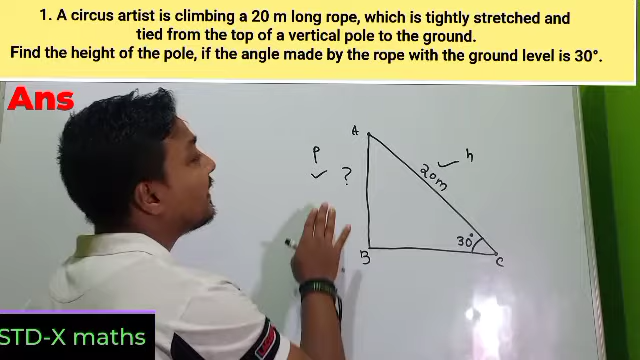 1. A circus artist is climbing a 20 m long rope, which is tightly stretched and
tied from the top of a vertical pole to the ground.
Find the height of the pole, if the angle made by the rope with the ground level is 30°.
Ans
A
P
h
20m
?
30°
B
C
STD-X maths